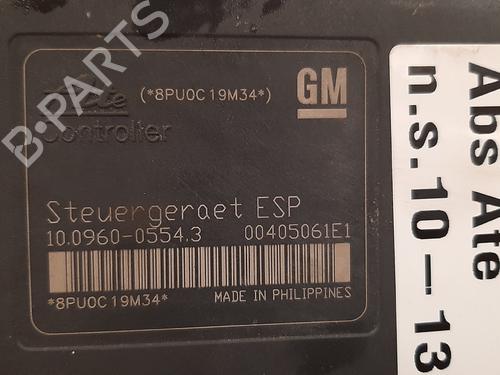 Ate
(*8PU0C19M34*)
GM
Controller
Steuergeraet ESP
10.0960-0554.3 00405061E1
*8PU0C19M34*
MADE IN PHILIPPINES
Abs Ate
n.s.10-13
B-PARTS